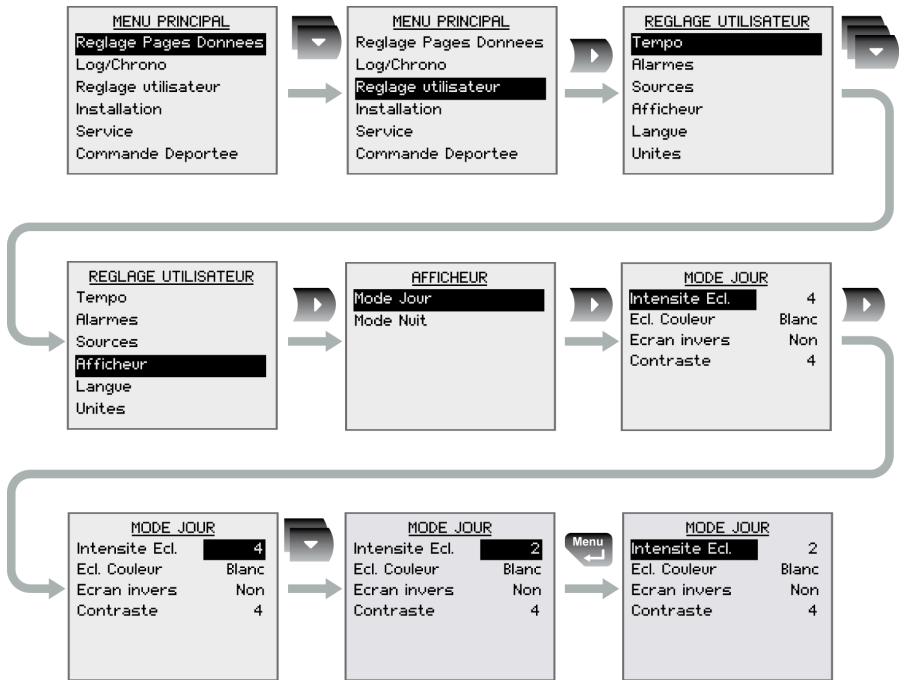 MENU PRINCIPAL
Reglage Pages Donnees
Log/Chrono
Reglage utilisateur
Installation
Service
Commande Deportee
MENU PRINCIPAL
Reglage Pages Donnees
Log/Chrono
Reglage utilisateur
Installation
Service
Commande Deportee
REGLAGE UTILISATEUR
Tempo
Alarmes
Sources
Afficheur
Langue
Unites
REGLAGE UTILISATEUR
Tempo
Alarmes
Sources
Afficheur
Langue
Unites
AFFICHEUR
Mode Jour
Mode Nuit
MODE JOUR
Intensite Ecl. 4
Ecl. Couleur Blanc
Ecran invers Non
Contraste 4
MODE JOUR
Intensite Ecl. 4
Ecl. Couleur Blanc
Ecran invers Non
Contraste 4
MODE JOUR
Intensite Ecl. 2
Ecl. Couleur Blanc
Ecran invers Non
Contraste 4
Menu
MODE JOUR
Intensite Ecl. 2
Ecl. Couleur Blanc
Ecran invers Non
Contraste 4